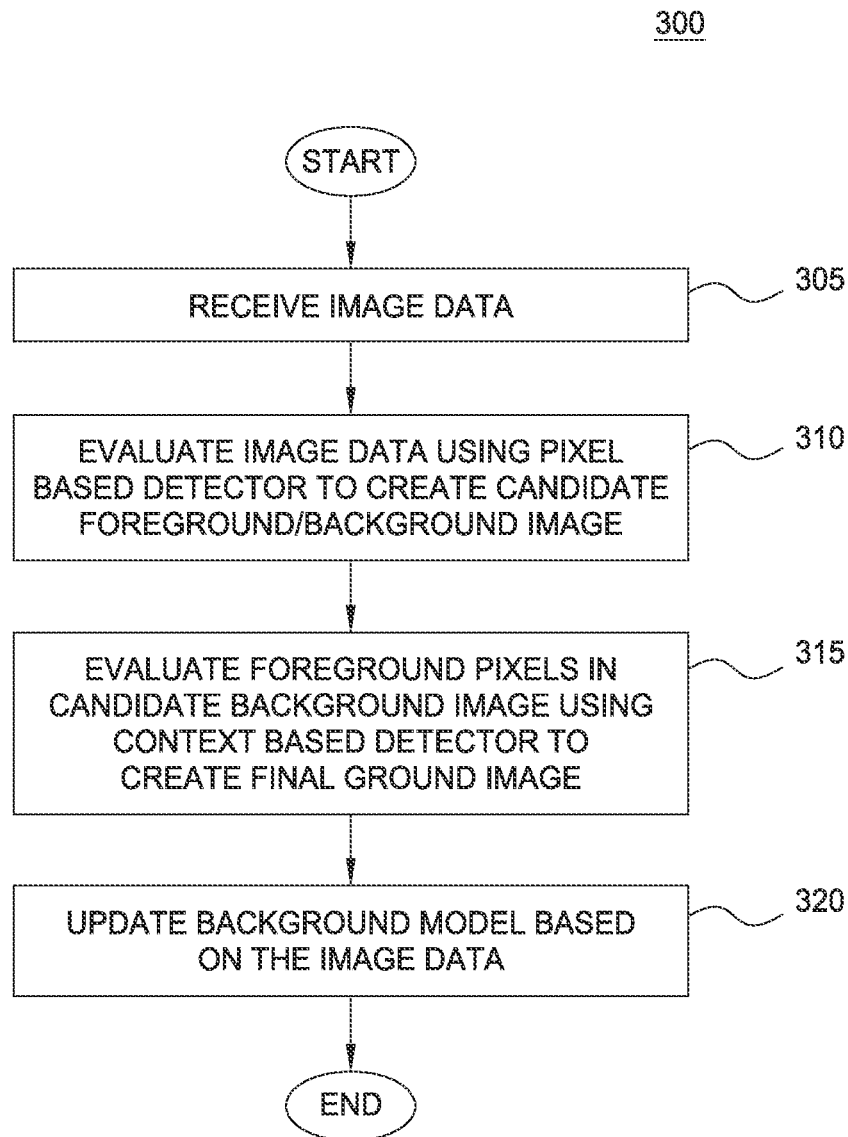 300
START
RECEIVE IMAGE DATA
305
EVALUATE IMAGE DATA USING PIXEL
BASED DETECTOR TO CREATE CANDIDATE
FOREGROUND/BACKGROUND IMAGE
310
EVALUATE FOREGROUND PIXELS IN
CANDIDATE BACKGROUND IMAGE USING
CONTEXT BASED DETECTOR TO
CREATE FINAL GROUND IMAGE
315
UPDATE BACKGROUND MODEL BASED
ON THE IMAGE DATA
320
END